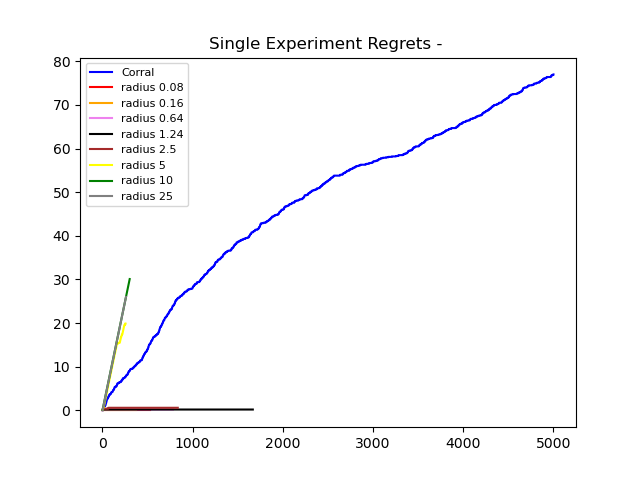 Single Experiment Regrets -
80
70
60
50
40
30
20
10
0
Corral
radius 0.08
radius 0.16
radius 0.64
radius 1.24
radius 2.5
radius 5
radius 10
radius 25
0 1000 2000 3000 4000 5000